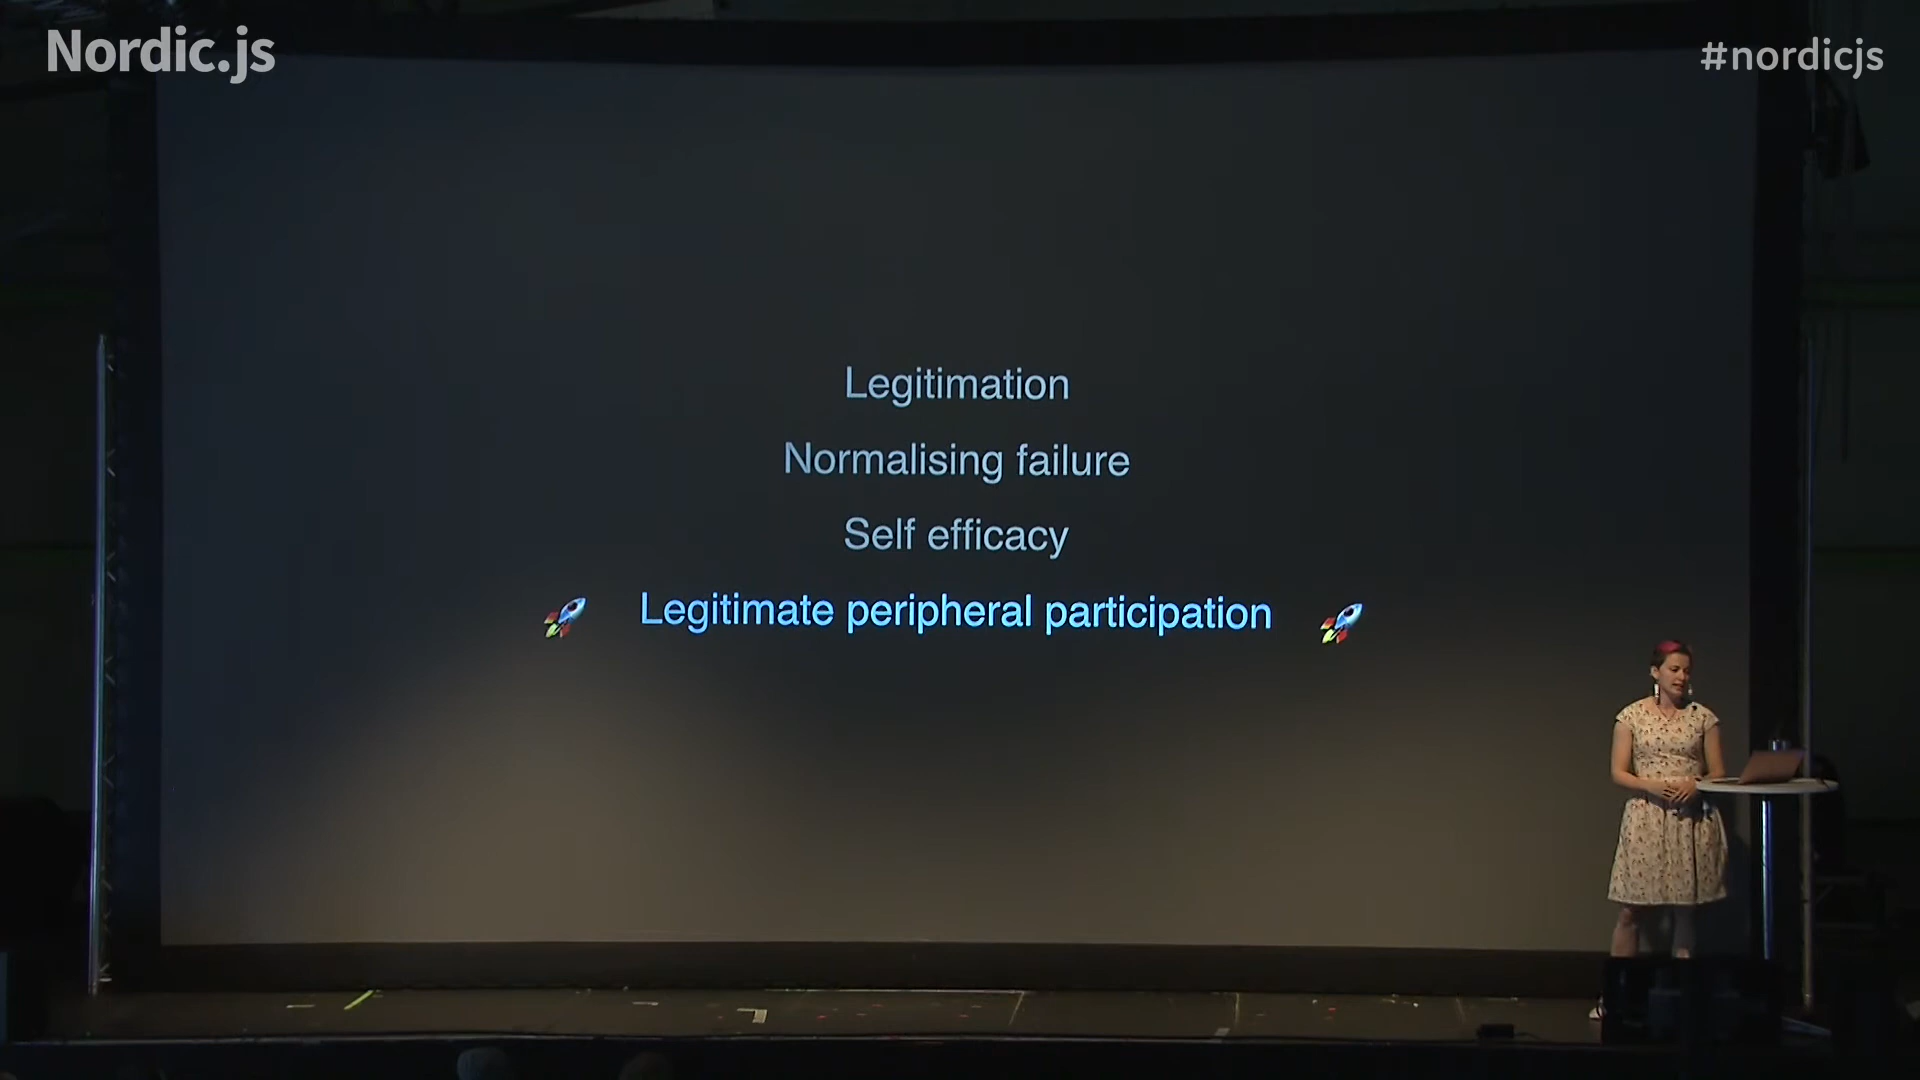 Nordic.js
#nordicjs
Legitimation
Normalising failure
Self efficacy
🚀 Legitimate peripheral participation 🚀